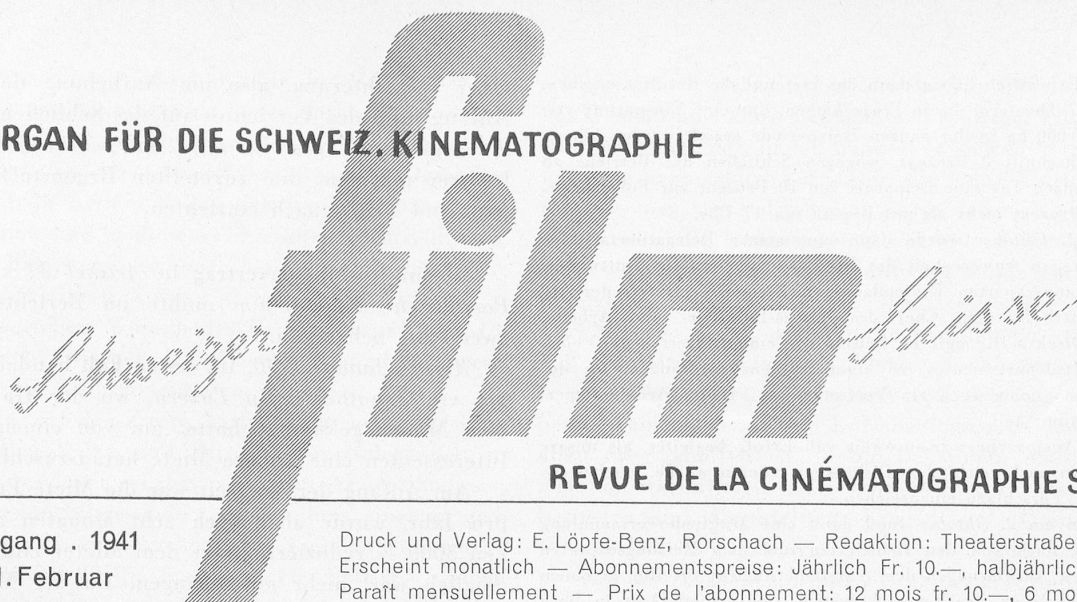 RGAN FÜR DIE SCHWEIZ. KINEMATOGRAPHIE
Schweizer film Suisse
REVUE DE LA CINÉMATOGRAPHIE S
gang . 1941
1. Februar
Druck und Verlag: E. Löpfe-Benz, Rorschach — Redaktion: Theaterstraße
Erscheint monatlich — Abonnementspreise: Jährlich Fr. 10.—, halbjährlic
Paraît mensuellement — Prix de l'abonnement: 12 mois fr. 10.—, 6 mo